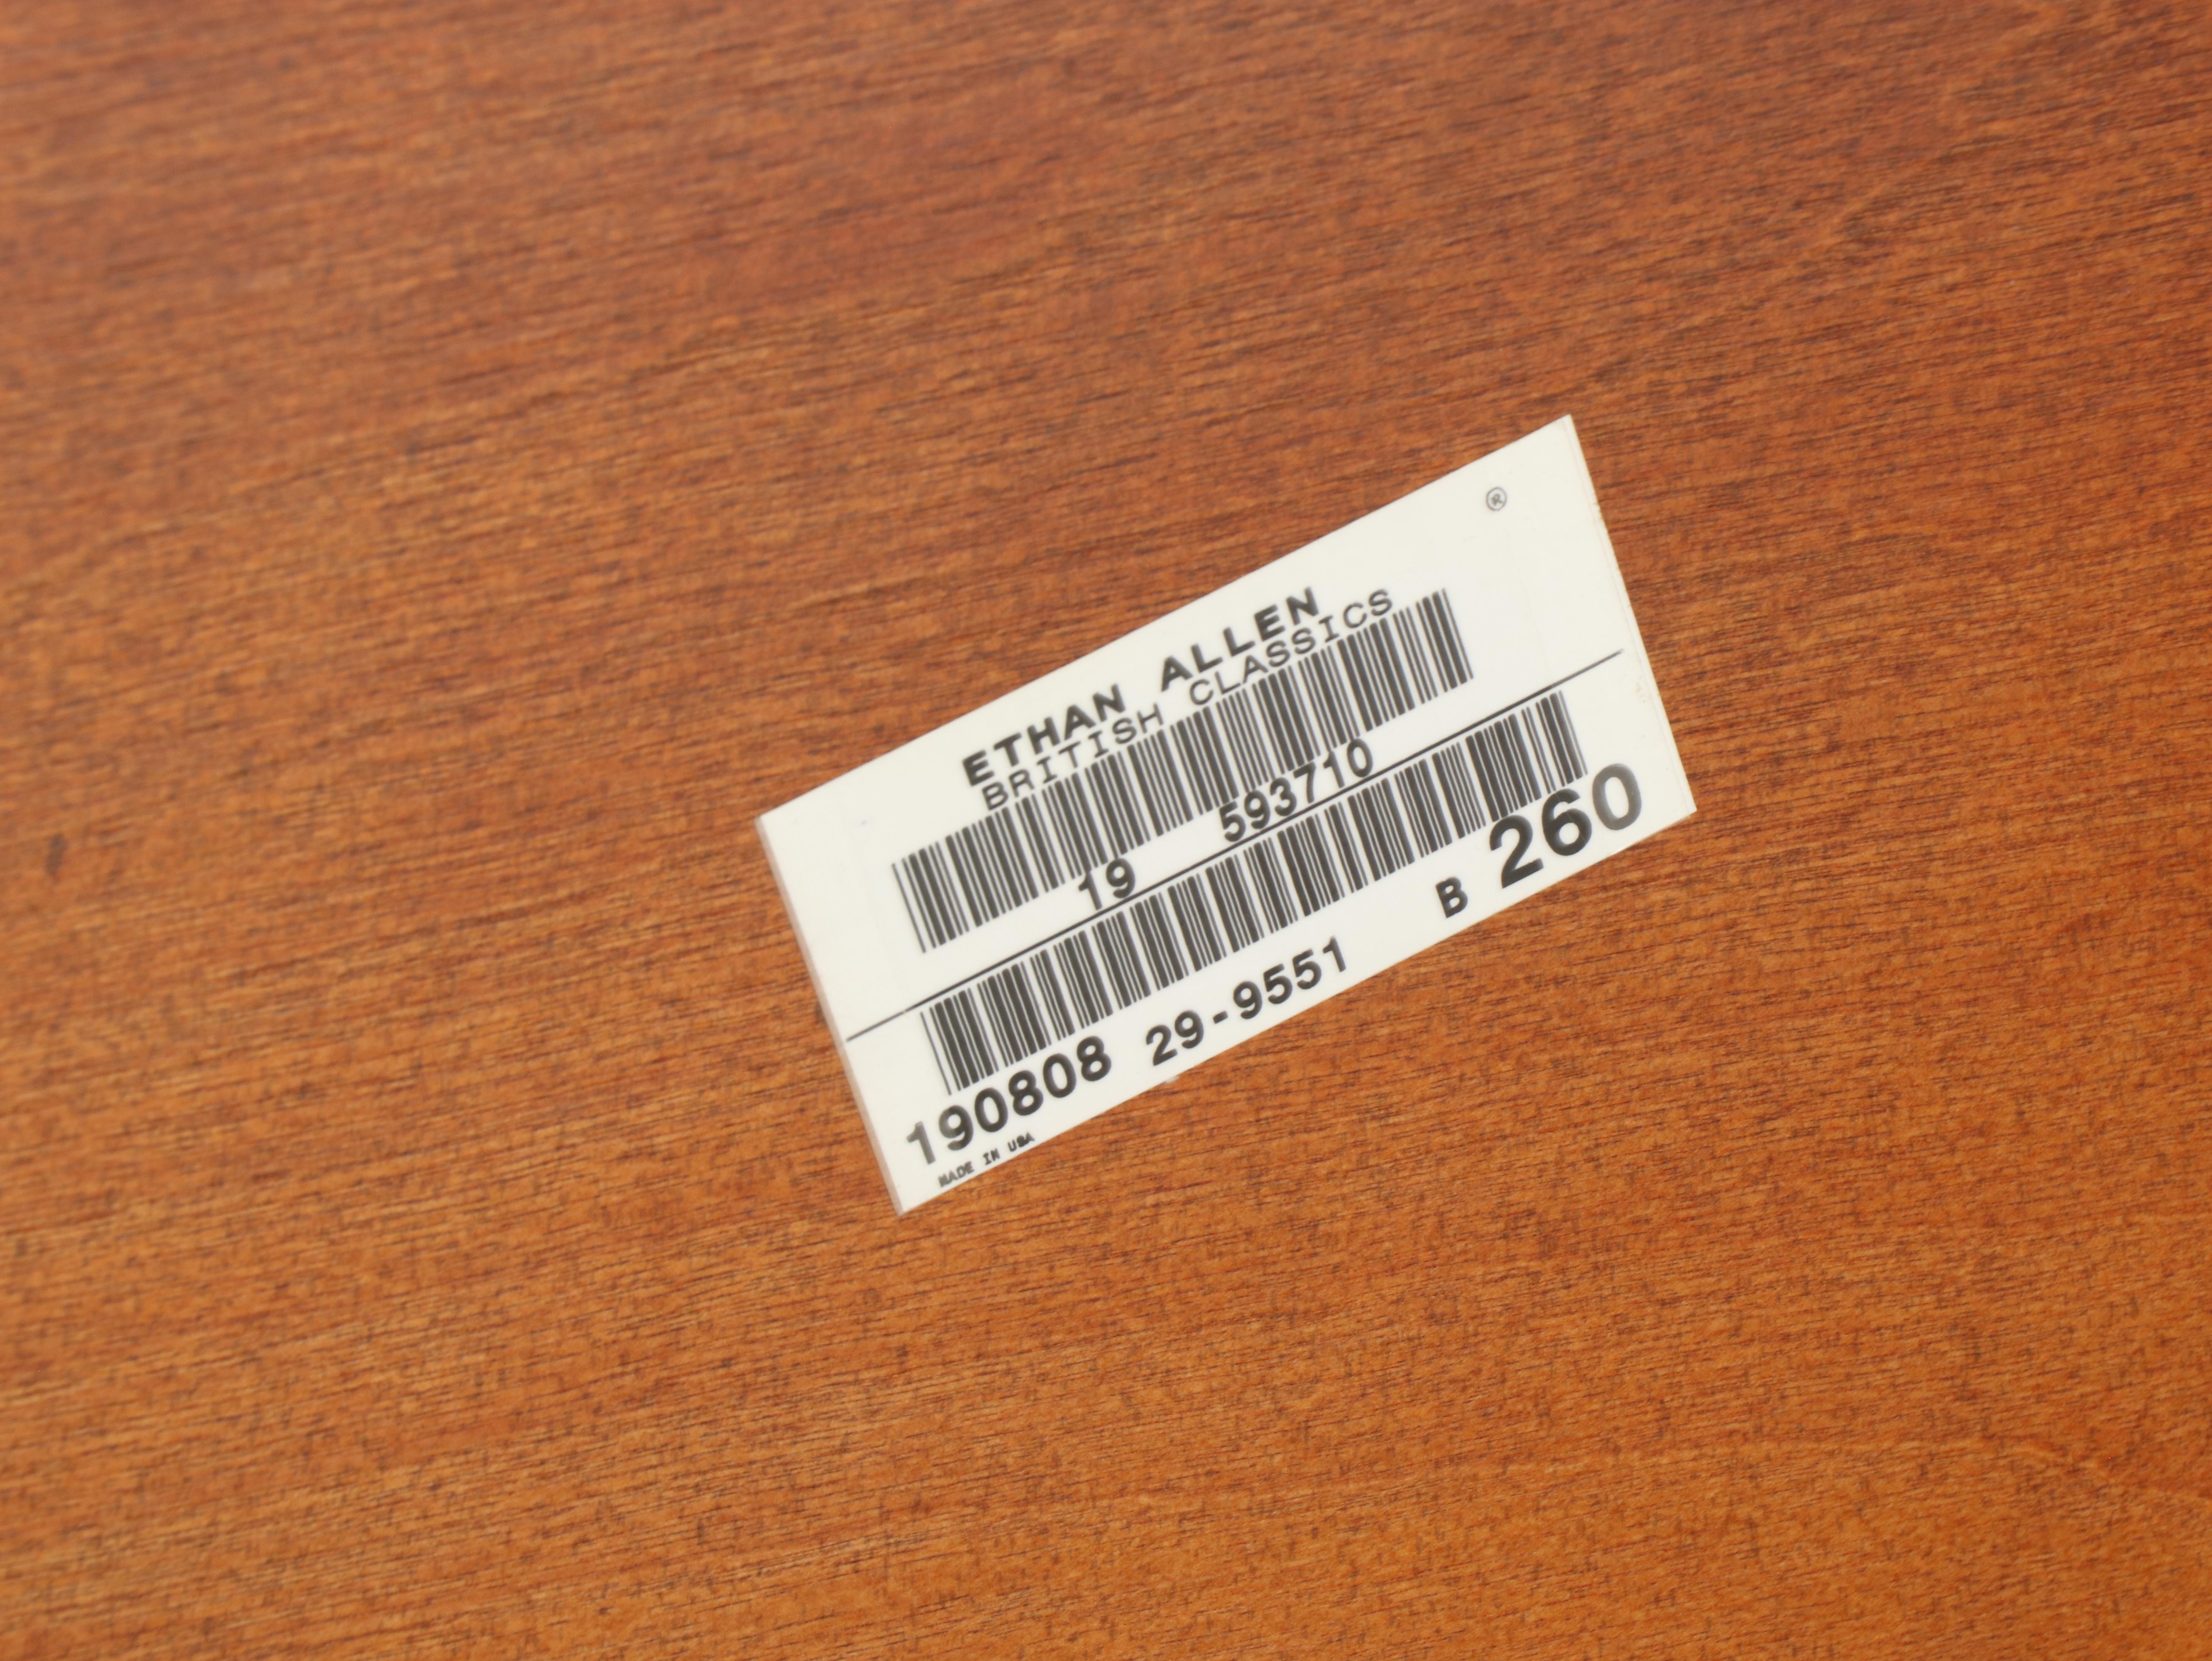 ®
ETHAN ALLEN
BRITISH CLASSICS
19 593710
190808 29-9551 B 260
MADE IN USA